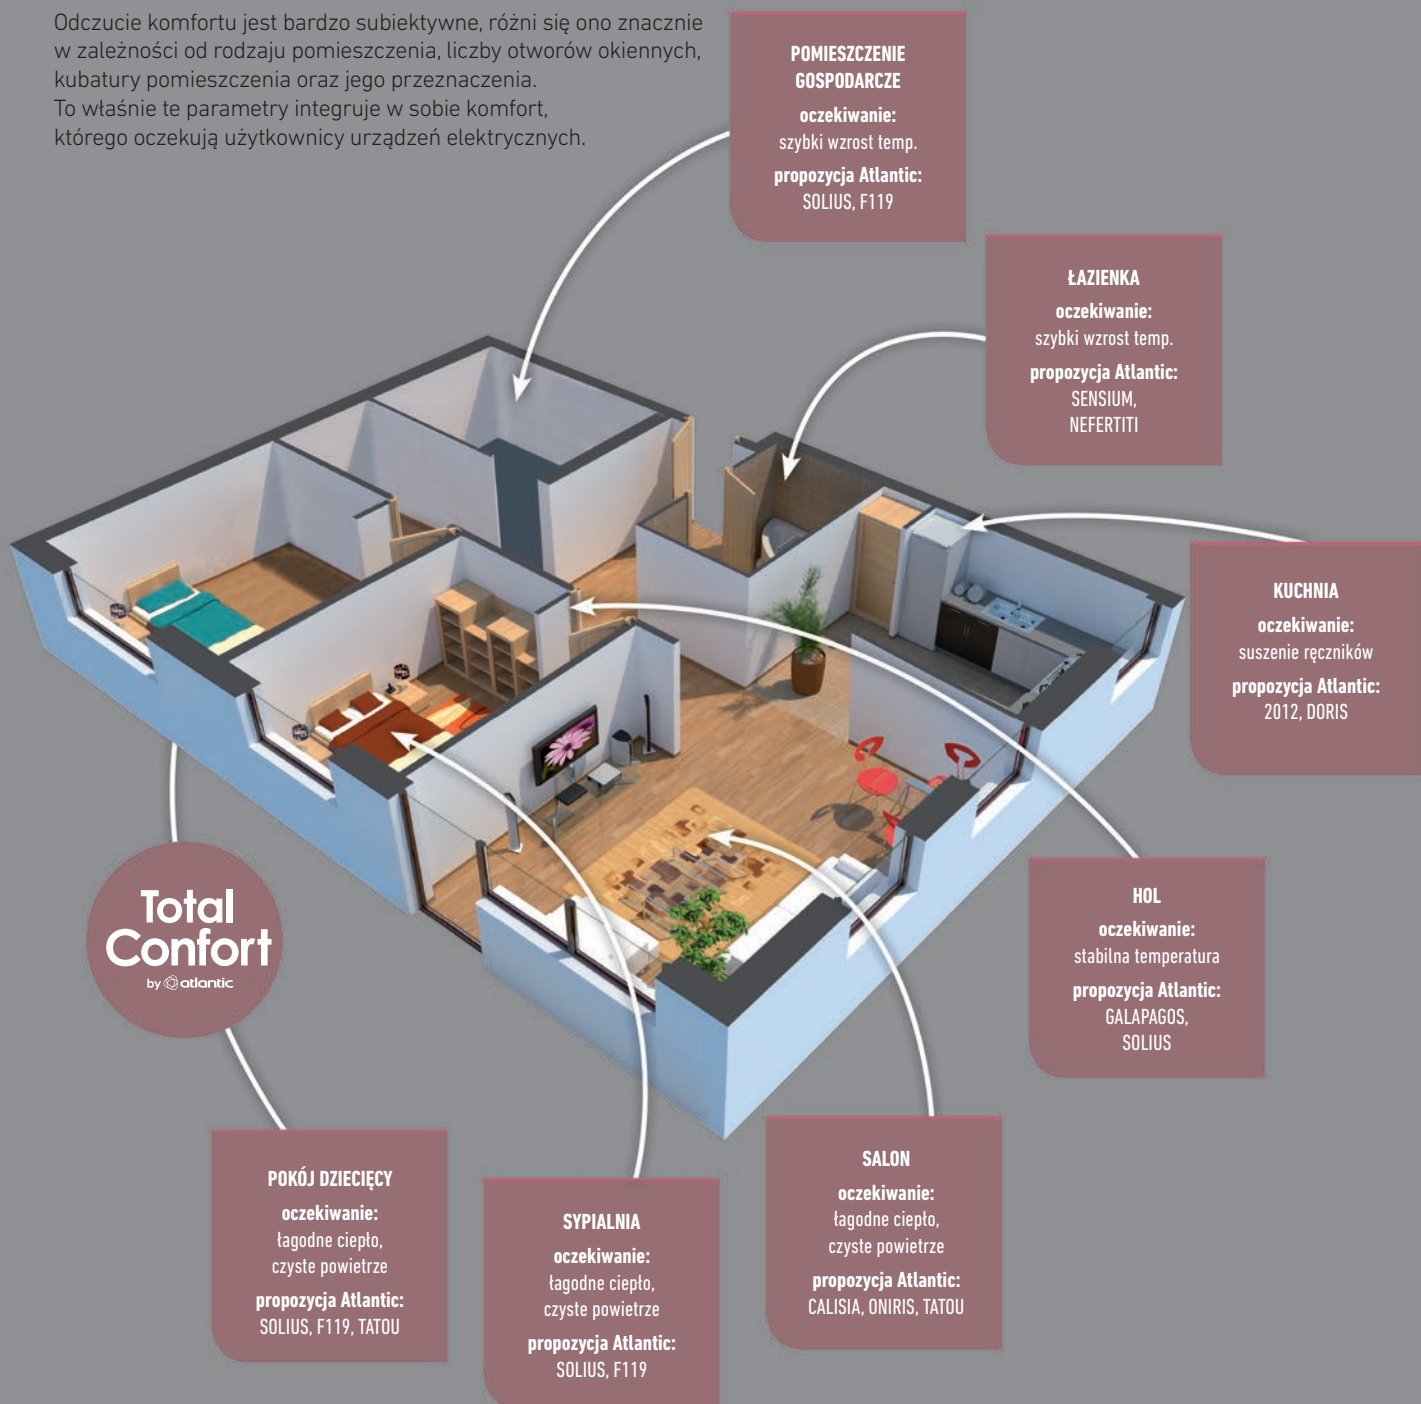 Odczucie komfortu jest bardzo subiektywne, różni się ono znacznie
w zależności od rodzaju pomieszczenia, liczby otworów okiennych,
kubatury pomieszczenia oraz jego przeznaczenia.
To właśnie te parametry integruje w sobie komfort,
którego oczekują użytkownicy urządzeń elektrycznych.
POMIESZCZENIE
GOSPODARCZE
oczekiwanie:
szybki wzrost temp.
propozycja Atlantic:
SOLIUS, F119
ŁAZIENKA
oczekiwanie:
szybki wzrost temp.
propozycja Atlantic:
SENSIUM,
NEFERTITI
KUCHNIA
oczekiwanie:
suszenie ręczników
propozycja Atlantic:
2012, DORIS
HOL
oczekiwanie:
stabilna temperatura
propozycja Atlantic:
GALAPAGOS,
SOLIUS
Total
Confort
by atlantic
POKÓJ DZIECIĘCY
oczekiwanie:
łagodne ciepło,
czyste powietrze
propozycja Atlantic:
SOLIUS, F119, TATOU
SYPIALNIA
oczekiwanie:
łagodne ciepło,
czyste powietrze
propozycja Atlantic:
SOLIUS, F119
SALON
oczekiwanie:
łagodne ciepło,
czyste powietrze
propozycja Atlantic:
CALISIA, ONIRIS, TATOU